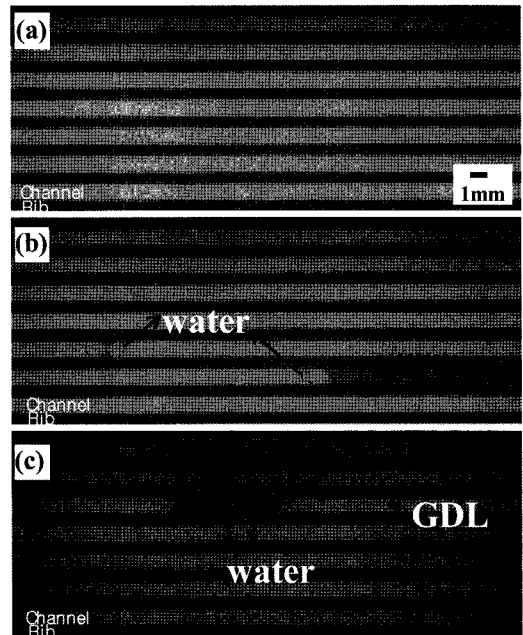 (a)
1mm
Channel
Rib
(b)
water
Channel
Rib
(c)
GDL
water
Channel
Rib